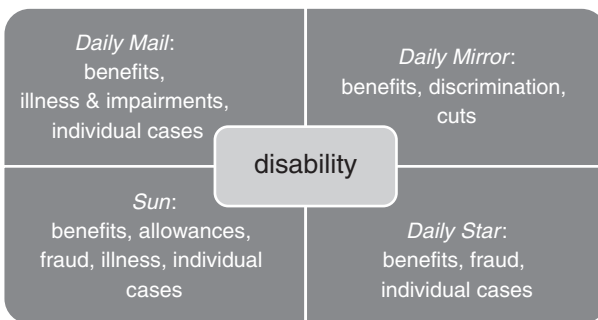 Daily Mail:
benefits,
illness & impairments,
individual cases
Daily Mirror:
benefits, discrimination,
cuts
disability
Sun:
benefits, allowances,
fraud, illness, individual
cases
Daily Star:
benefits, fraud,
individual cases